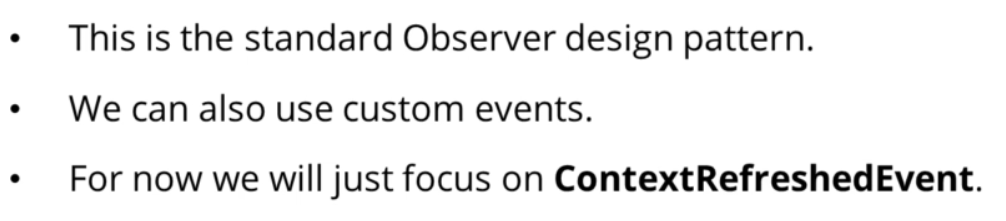 • This is the standard Observer design pattern.
• We can also use custom events.
• For now we will just focus on ContextRefreshedEvent.